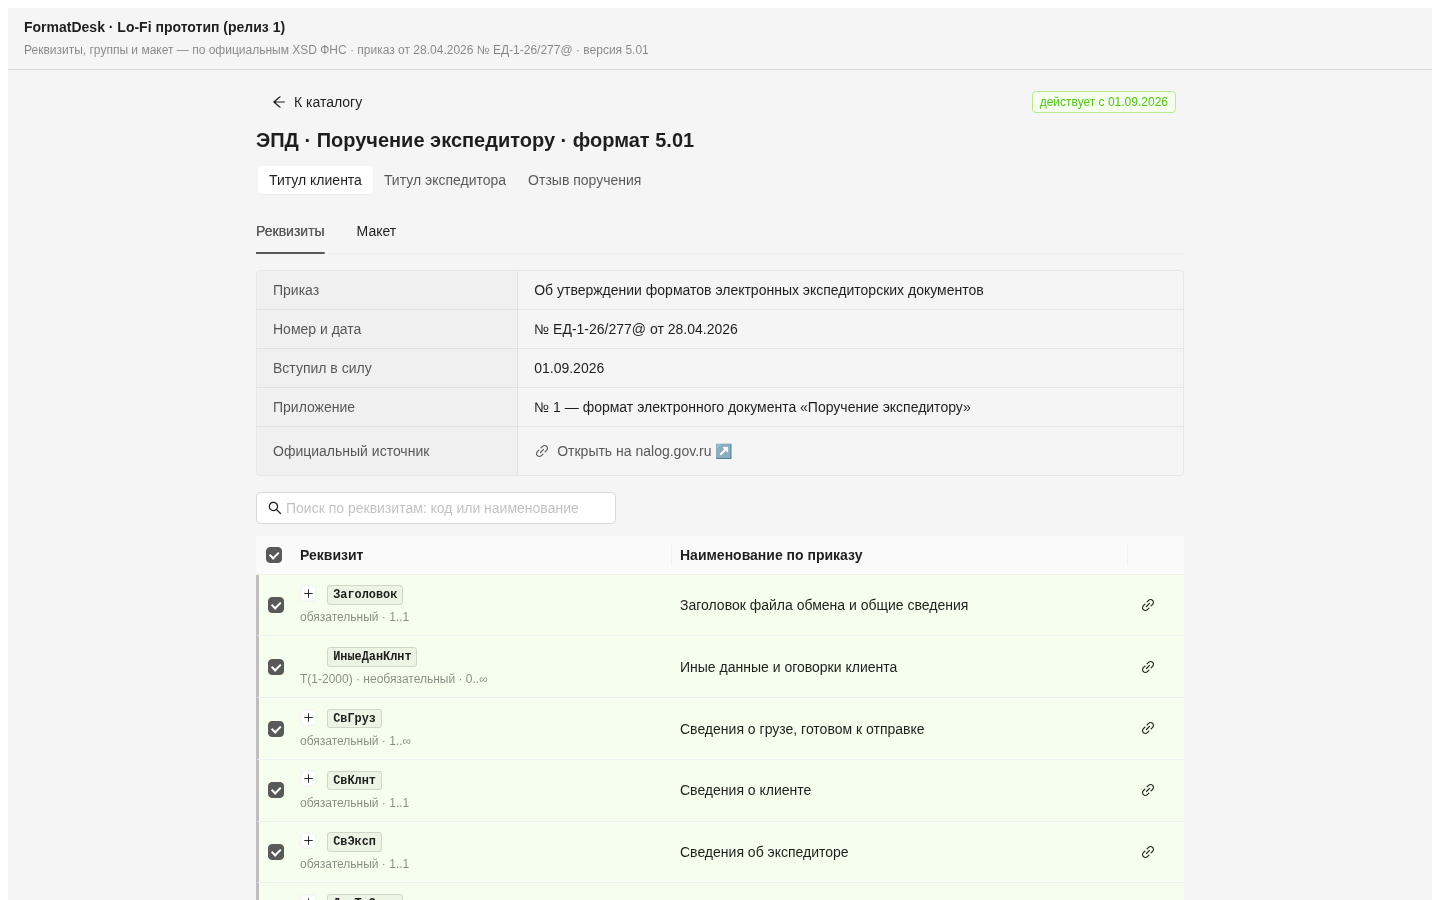 FormatDesk · Lo-Fi прототип (релиз 1)
Реквизиты, группы и макет — по официальным XSD ФНС · приказ от 28.04.2026 № ЕД-1-26/277@ · версия 5.01
К каталогу
действует с 01.09.2026
ЭПД · Поручение экспедитору · формат 5.01
Титул клиента Титул экспедитора Отзыв поручения
Реквизиты Макет
Приказ Об утверждении форматов электронных экспедиторских документов
Номер и дата № ЕД-1-26/277@ от 28.04.2026
Вступил в силу 01.09.2026
Приложение № 1 — формат электронного документа «Поручение экспедитору»
Официальный источник Открыть на nalog.gov.ru ↗
Поиск по реквизитам: код или наименование
Реквизит Наименование по приказу
Заголовок
обязательный · 1..1
Заголовок файла обмена и общие сведения
ИныеДанКлнт
T(1-2000) · необязательный · 0..∞
Иные данные и оговорки клиента
СвГруз
обязательный · 1..∞
Сведения о грузе, готовом к отправке
СвКлнт
обязательный · 1..1
Сведения о клиенте
СвЭксп
обязательный · 1..1
Сведения об экспедиторе